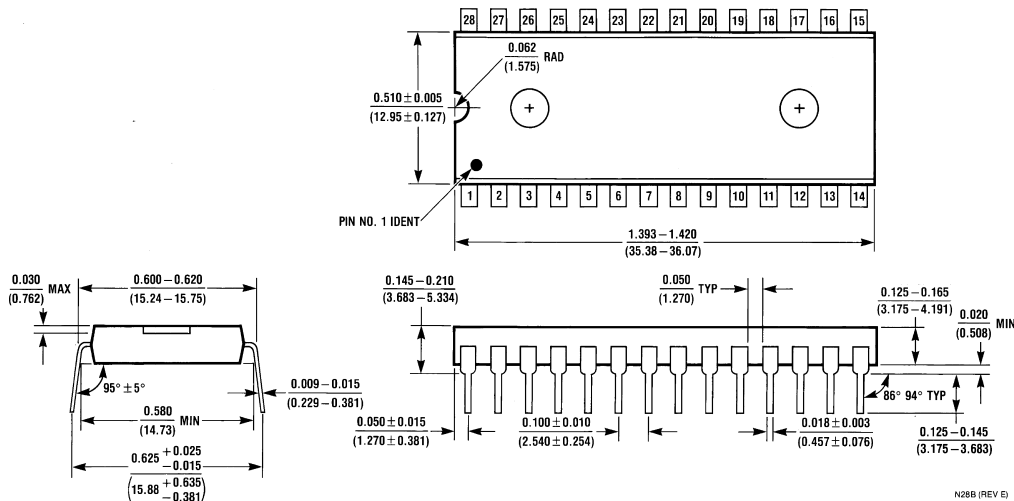 28 27 26 25 24 23 22 21 20 19 18 17 16 15
0.062
(1.575)
RAD
0.510 ± 0.005
(12.95 ± 0.127)
1 2 3 4 5 6 7 8 9 10 11 12 13 14
PIN NO. 1 IDENT
1.393 – 1.420
(35.38 – 36.07)
0.030
(0.762)
MAX
0.600 – 0.620
(15.24 – 15.75)
95° ± 5°
0.580
(14.73)
MIN
0.009 – 0.015
(0.229 – 0.381)
0.625 +0.025
-0.015
(15.88 +0.635
-0.381)
0.145 – 0.210
(3.683 – 5.334)
0.050
(1.270)
TYP
0.125 – 0.165
(3.175 – 4.191)
0.020
(0.508)
MIN
86° 94° TYP
0.050 ± 0.015
(1.270 ± 0.381)
0.100 ± 0.010
(2.540 ± 0.254)
0.018 ± 0.003
(0.457 ± 0.076)
0.125 – 0.145
(3.175 – 3.683)
N28B (REV E)